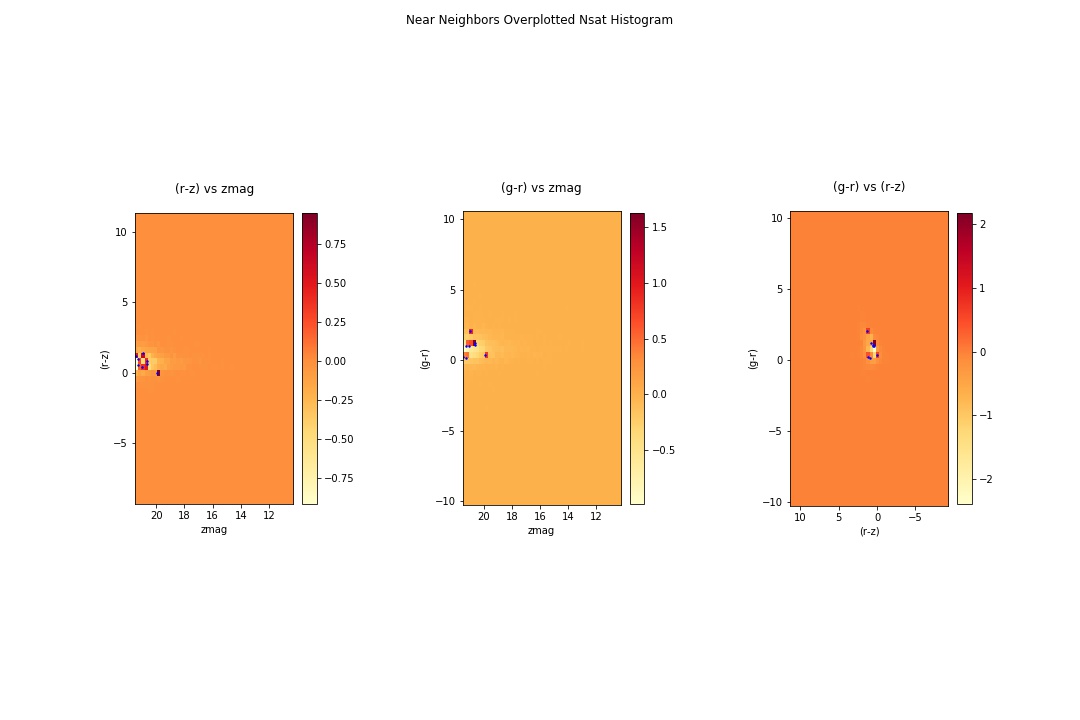 Near Neighbors Overplotted Nsat Histogram
(r-z) vs zmag
(r-z)
10
5
0
−5
20 18 16 14 12
zmag
0.75
0.50
0.25
0.00
−0.25
−0.50
−0.75
(g-r) vs zmag
(g-r)
10
5
0
−5
−10
20 18 16 14 12
zmag
1.5
1.0
0.5
0.0
−0.5
(g-r) vs (r-z)
(g-r)
10
5
0
−5
−10
10 5 0 −5
(r-z)
2
1
0
−1
−2